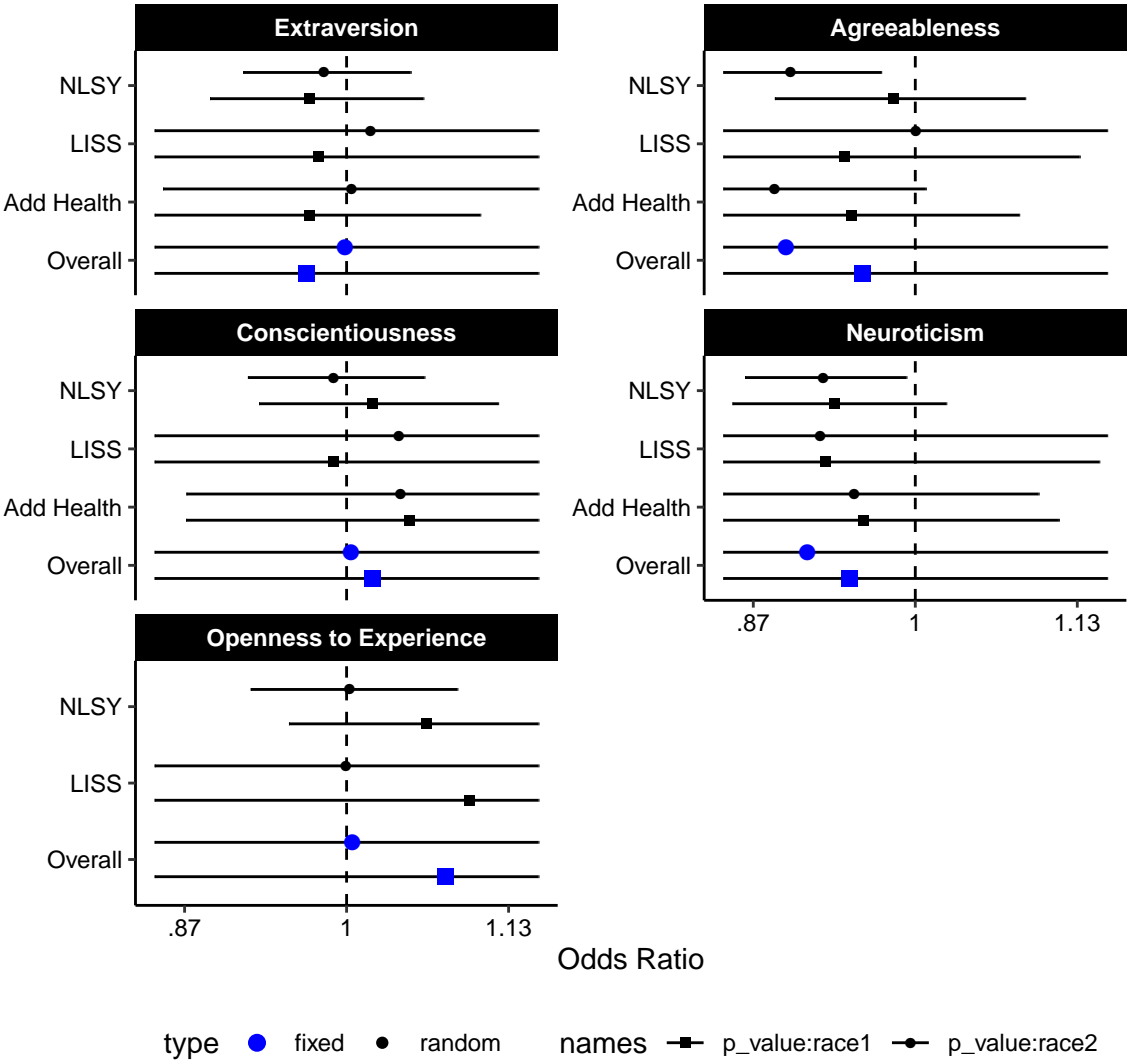 Extraversion
NLSY
LISS
Add Health
Overall
Agreeableness
NLSY
LISS
Add Health
Overall
Conscientiousness
NLSY
LISS
Add Health
Overall
Neuroticism
NLSY
LISS
Add Health
Overall
.87 1 1.13
Openness to Experience
NLSY
LISS
Overall
.87 1 1.13
Odds Ratio
type fixed random names p_value:race1 p_value:race2